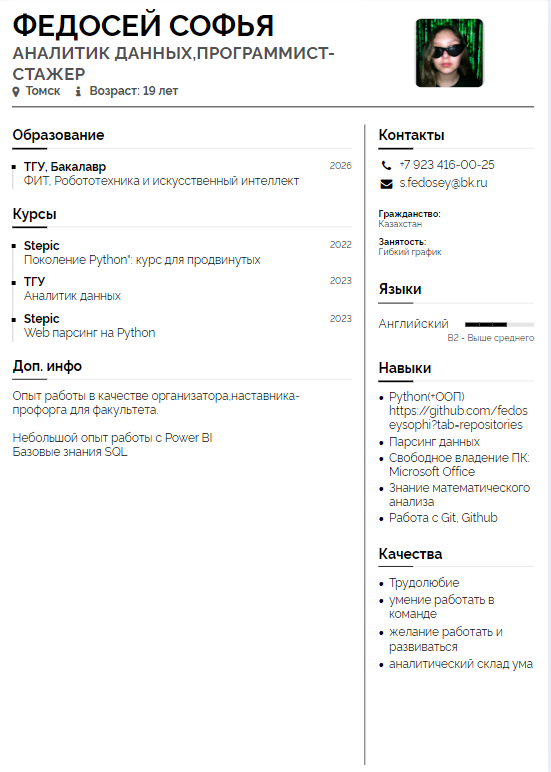 ФЕДОСЕЙ СОФЬЯ
АНАЛИТИК ДАННЫХ,ПРОГРАММИСТ-
СТАЖЕР
Томск Возраст: 19 лет
Образование
ТГУ, Бакалавр 2026
ФИТ, Робототехника и искусственный интеллект
Курсы
Stepic 2022
Поколение Python": курс для продвинутых
ТГУ 2023
Аналитик данных
Stepic 2023
Web парсинг на Python
Доп. инфо
Опыт работы в качестве организатора,наставника-
профорга для факультета.
Небольшой опыт работы с Power BI
Базовые знания SQL
Контакты
+7 923 416-00-25
s.fedosey@bk.ru
Гражданство:
Казахстан
Занятость:
Гибкий график
Языки
Английский
B2 - Выше среднего
Навыки
Python(+ООП)
https://github.com/fedos
eysophi?tab=repositories
Парсинг данных
Свободное владение ПК:
Microsoft Office
Знание математического
анализа
Работа с Git, Github
Качества
Трудолюбие
умение работать в
команде
желание работать и
развиваться
аналитический склад ума